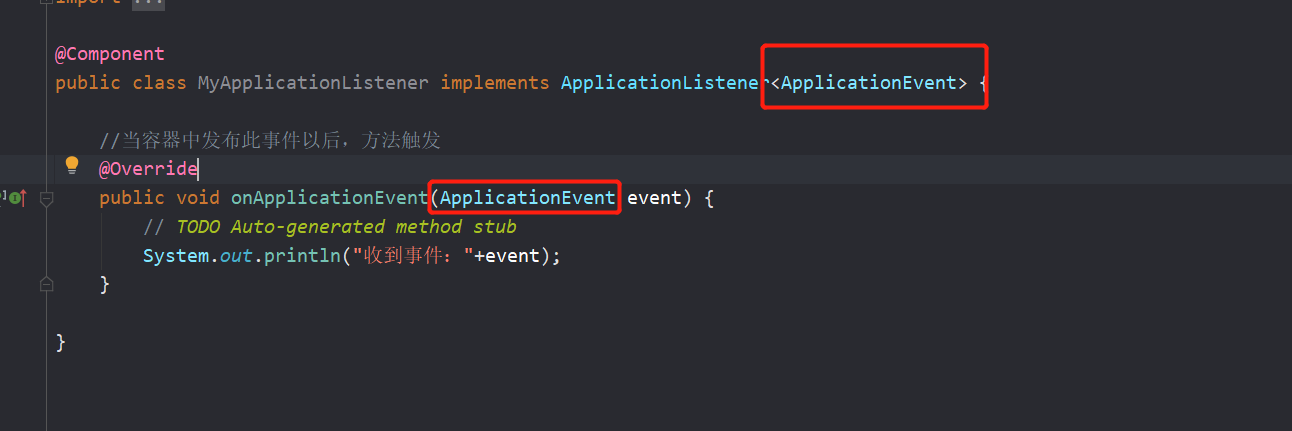 import ...
@Component
public class MyApplicationListener implements ApplicationListener<ApplicationEvent> {
//当容器中发布此事件以后，方法触发
@Override
public void onApplicationEvent(ApplicationEvent event) {
// TODO Auto-generated method stub
System.out.println("收到事件："+event);
}
}